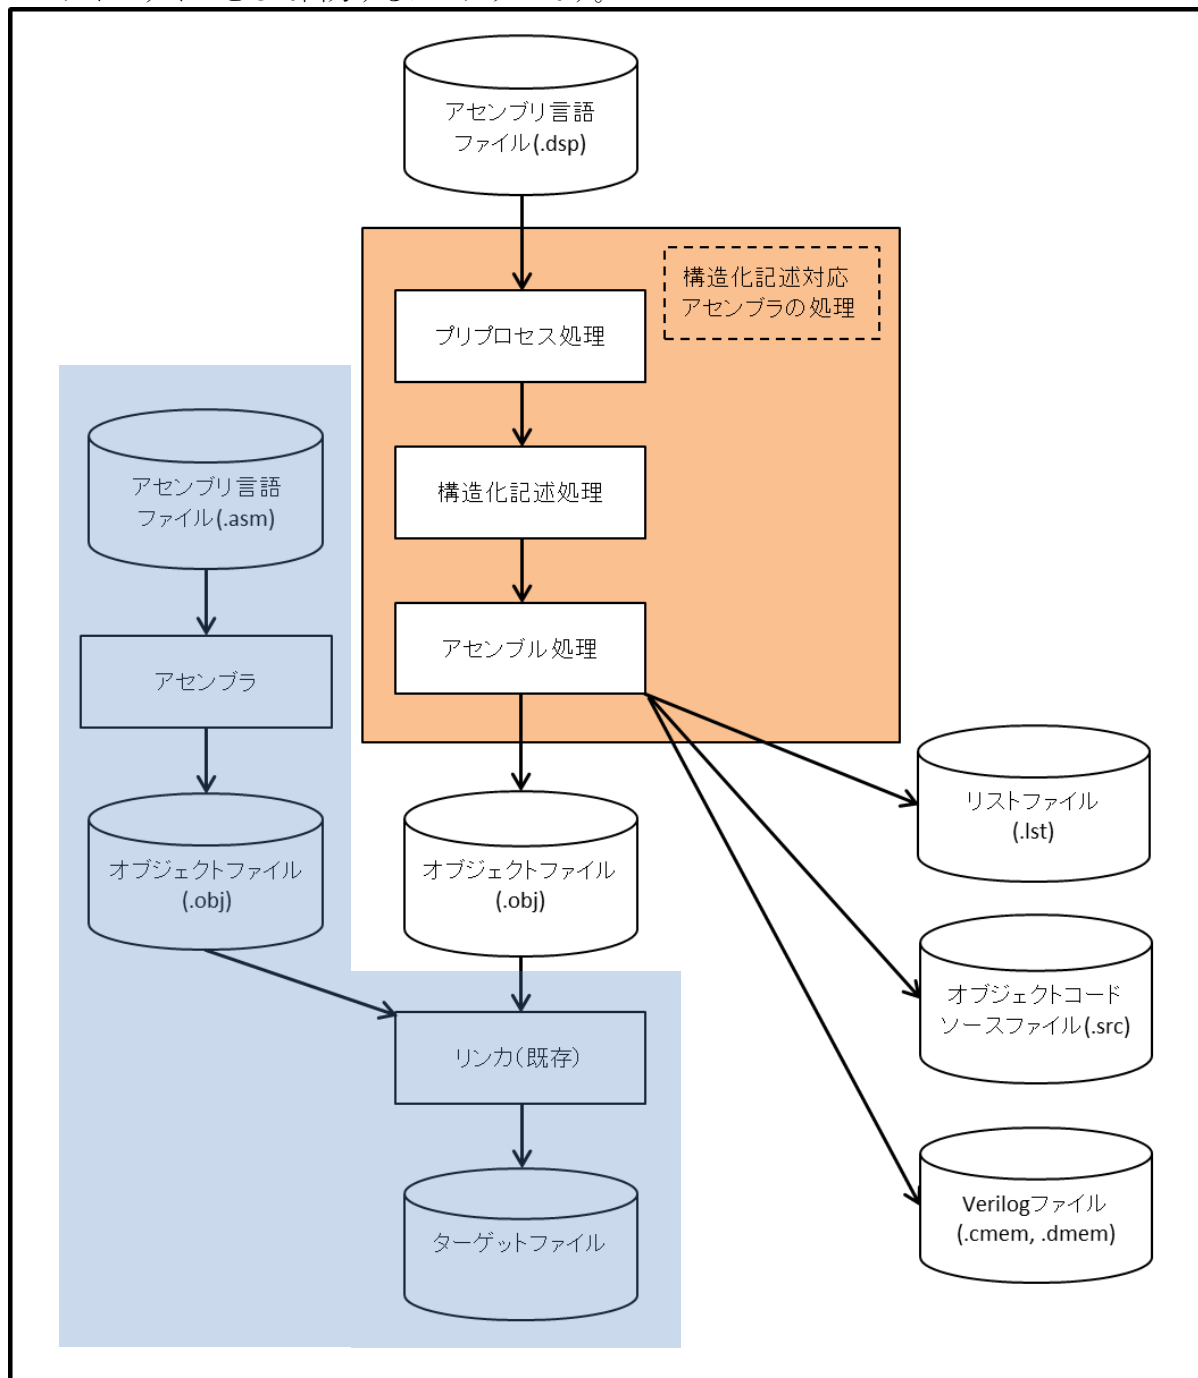 アセンブリ言語
ファイル(.dsp)
構造化記述対応
アセンブラの処理
プリプロセス処理
構造化記述処理
アセンブル処理
アセンブリ言語
ファイル(.asm)
アセンブラ
オブジェクトファイル
(.obj)
オブジェクトファイル
(.obj)
リンカ(既存)
ターゲットファイル
リストファイル
(.lst)
オブジェクトコード
ソースファイル(.src)
Verilogファイル
(.cmem, .dmem)